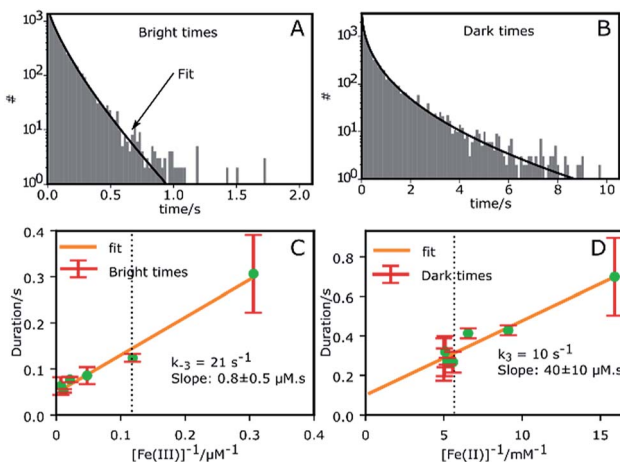 A
Bright times
Fit
#
10³
10²
10¹
10⁰
0.0 0.5 1.0 1.5 2.0
time/s
B
Dark times
#
10³
10²
10¹
10⁰
0 2 4 6 8 10
time/s
C
fit
Bright times
Duration/s
0.4
0.3
0.2
0.1
0.0
k-3 = 21 s⁻¹
Slope: 0.8±0.5 µM.s
0.0 0.1 0.2 0.3 0.4
[Fe(III)]⁻¹/µM⁻¹
D
fit
Dark times
Duration/s
0.8
0.6
0.4
0.2
0.0
k₃ = 10 s⁻¹
Slope: 40±10 µM.s
0 5 10 15
[Fe(II)]⁻¹/mM⁻¹